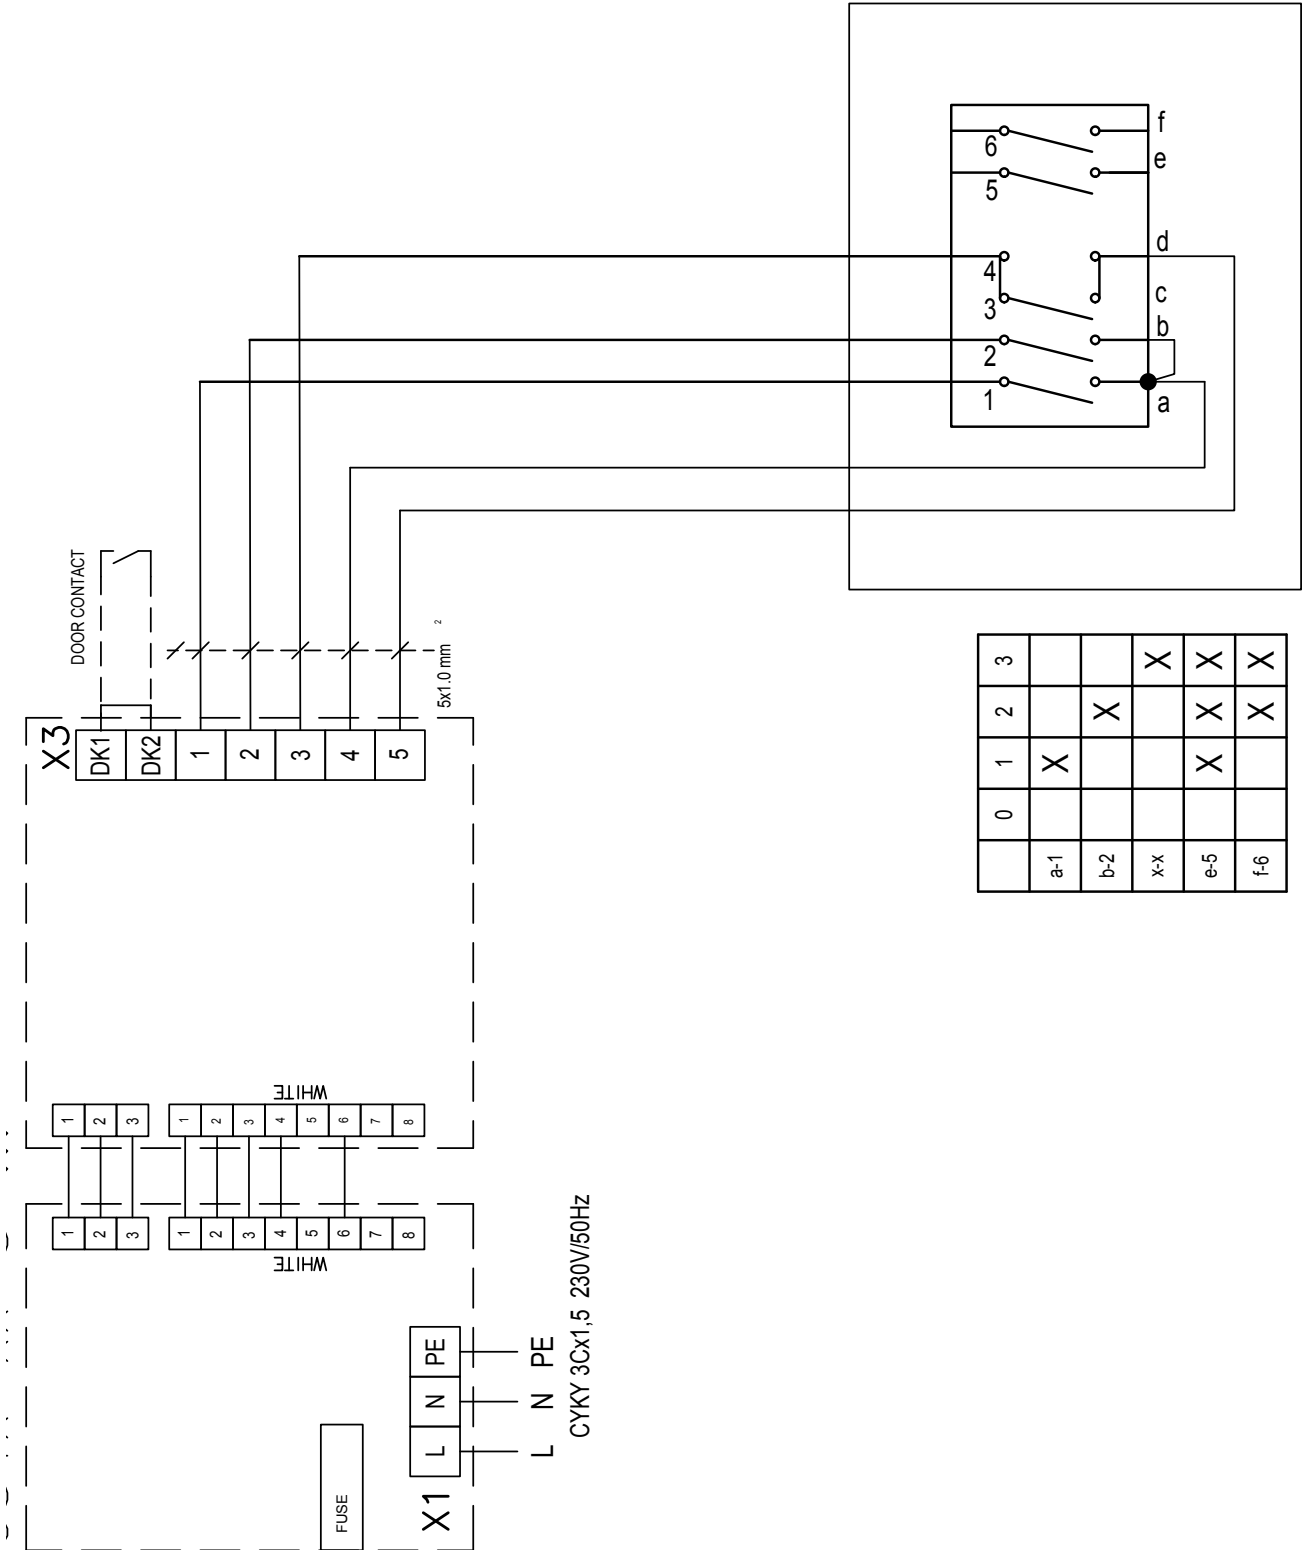 f
6
e
5
d
4
c
3
b
2
a
1
DOOR CONTACT
5x1.0 mm 2
X3
DK1
DK2
1
2
3
4
5
0 1 2 3
a-1 X
b-2 X
x-x X
e-5 X X X
f-6 X X
WHITE
1 2 3
1 2 3 4 5 6 7 8
1 2 3
1 2 3 4 5 6 7 8
WHITE
L N PE
X1
FUSE
L N PE
CYKY 3Cx1,5 230V/50Hz